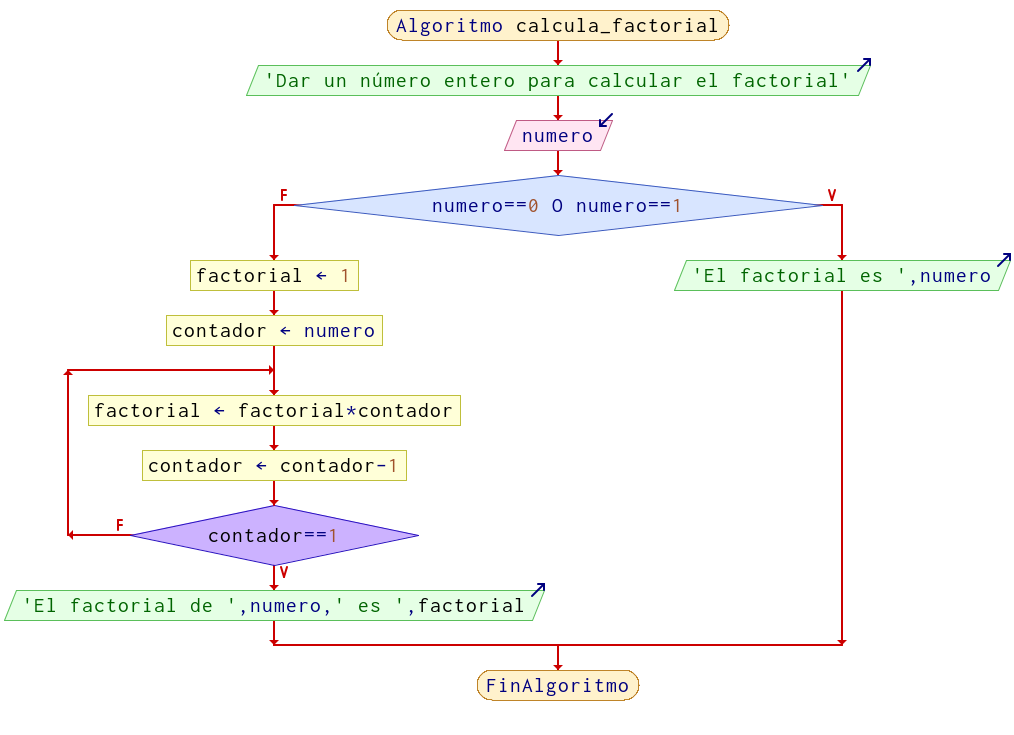 Algoritmo calcula_factorial
'Dar un número entero para calcular el factorial'
numero
F
numero==0 O numero==1
V
factorial ← 1
'El factorial es ',numero
contador ← numero
factorial ← factorial*contador
contador ← contador-1
F
contador==1
V
'El factorial de ',numero,' es ',factorial
FinAlgoritmo